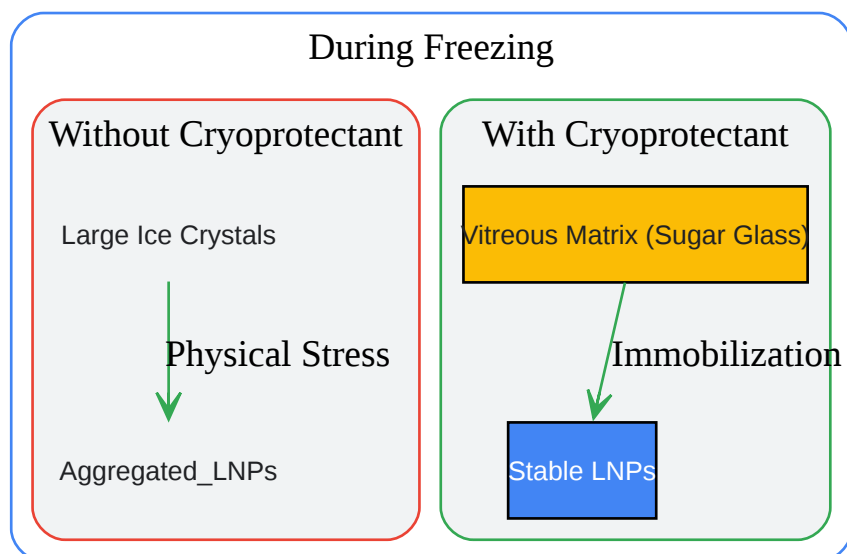 During Freezing
Without Cryoprotectant
Large Ice Crystals
Physical Stress
Aggregated_LNPs
With Cryoprotectant
Vitreous Matrix (Sugar Glass)
Immobilization
Stable LNPs